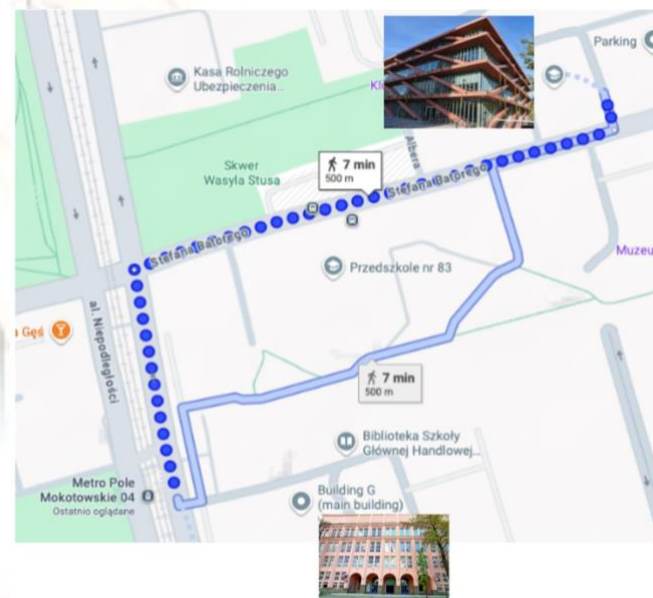 Parking
Kasa Rolniczego
Ubezpieczenia...
Albera
Skwer
Wasyla Stusa
7 min
500 m
Stefana Batorego
Stefana Batorego
Muzeu
Przedszkole nr 83
Gęś
al. Niepodległości
7 min
500 m
Biblioteka Szkoły
Głównej Handlowej...
Metro Pole
Mokotowskie 04
Ostatnio oglądane
Building G
(main building)